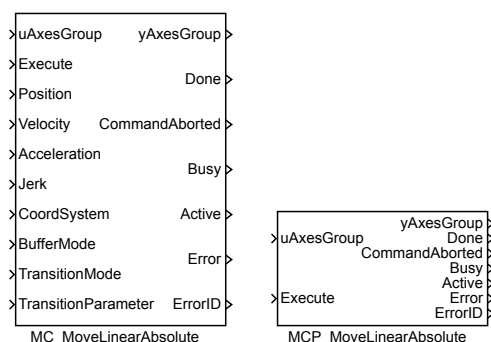 uAxesGroup yAxesGroup
Execute
Done
Position
Velocity CommandAborted
Acceleration
Busy
Jerk
CoordSystem Active
BufferMode
Error
TransitionMode
TransitionParameter ErrorID
MC_MoveLinearAbsolute
yAxesGroup
uAxesGroup Done
CommandAborted
Busy
Active
Execute Error
ErrorID
MCP_MoveLinearAbsolute